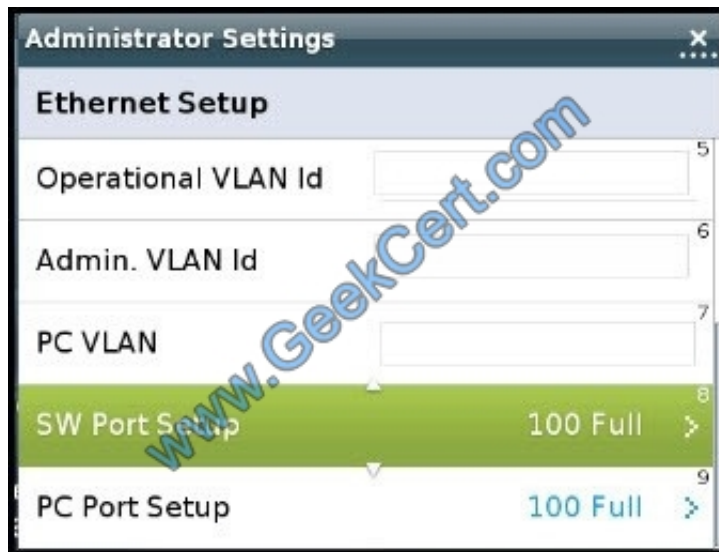 Administrator Settings
x
Ethernet Setup
Operational VLAN Id
5
Admin. VLAN Id
6
PC VLAN
7
SW Port Setup 100 Full >
8
PC Port Setup 100 Full >
9
www.GeekCert.com